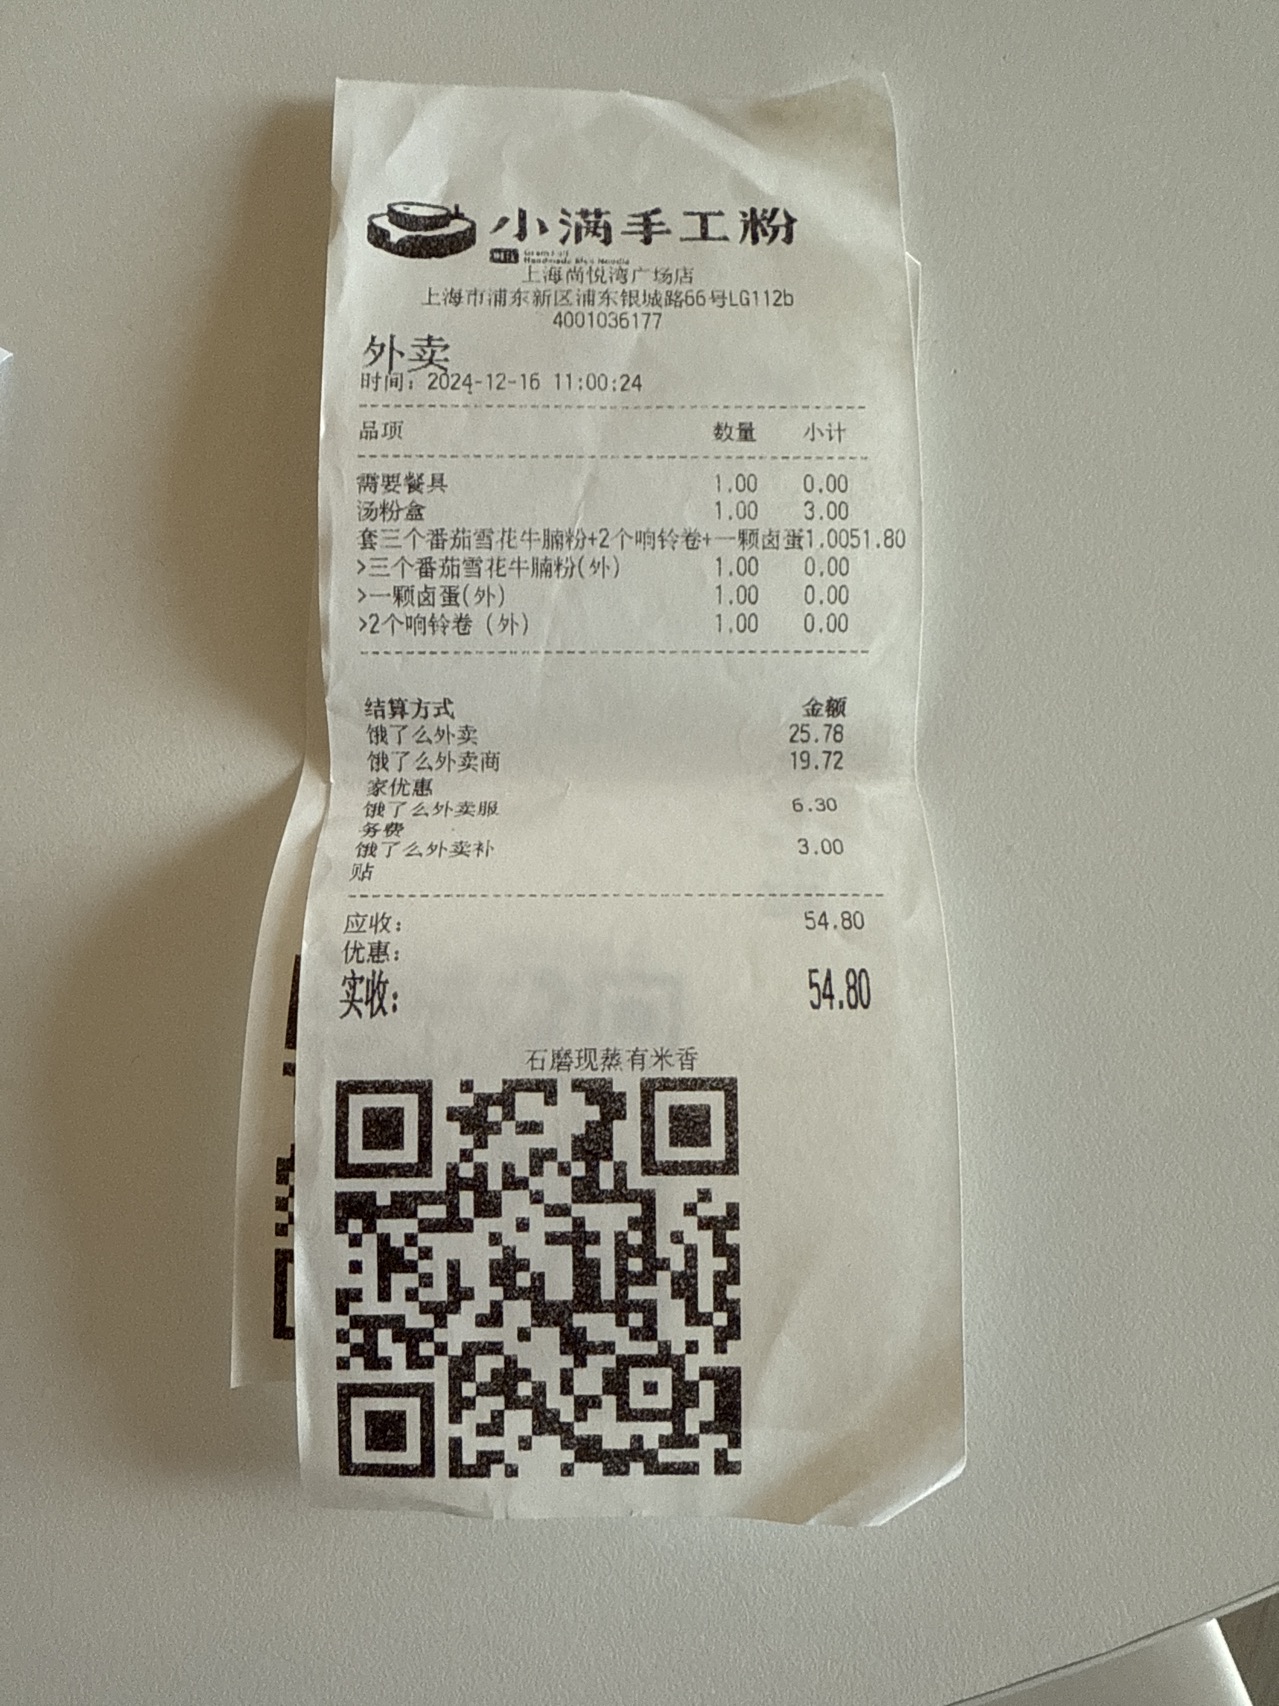 小满手工粉
Handmade Rice Noodle
上海尚悦湾广场店
上海市浦东新区浦东银城路66号LG112b
4001036177
外卖
时间：2024-12-16 11:00:24
品项 数量 小计
需要餐具 1.00 0.00
汤粉盒 1.00 3.00
套三个番茄雪花牛腩粉+2个响铃卷+一颗卤蛋1.0051.80
>三个番茄雪花牛腩粉(外) 1.00 0.00
>一颗卤蛋(外) 1.00 0.00
>2个响铃卷（外） 1.00 0.00
结算方式 金额
饿了么外卖 25.78
饿了么外卖商 19.72
家优惠
饿了么外卖服 6.30
务费
饿了么外卖补 3.00
贴
应收： 54.80
优惠：
实收： 54.80
石磨现蒸有米香